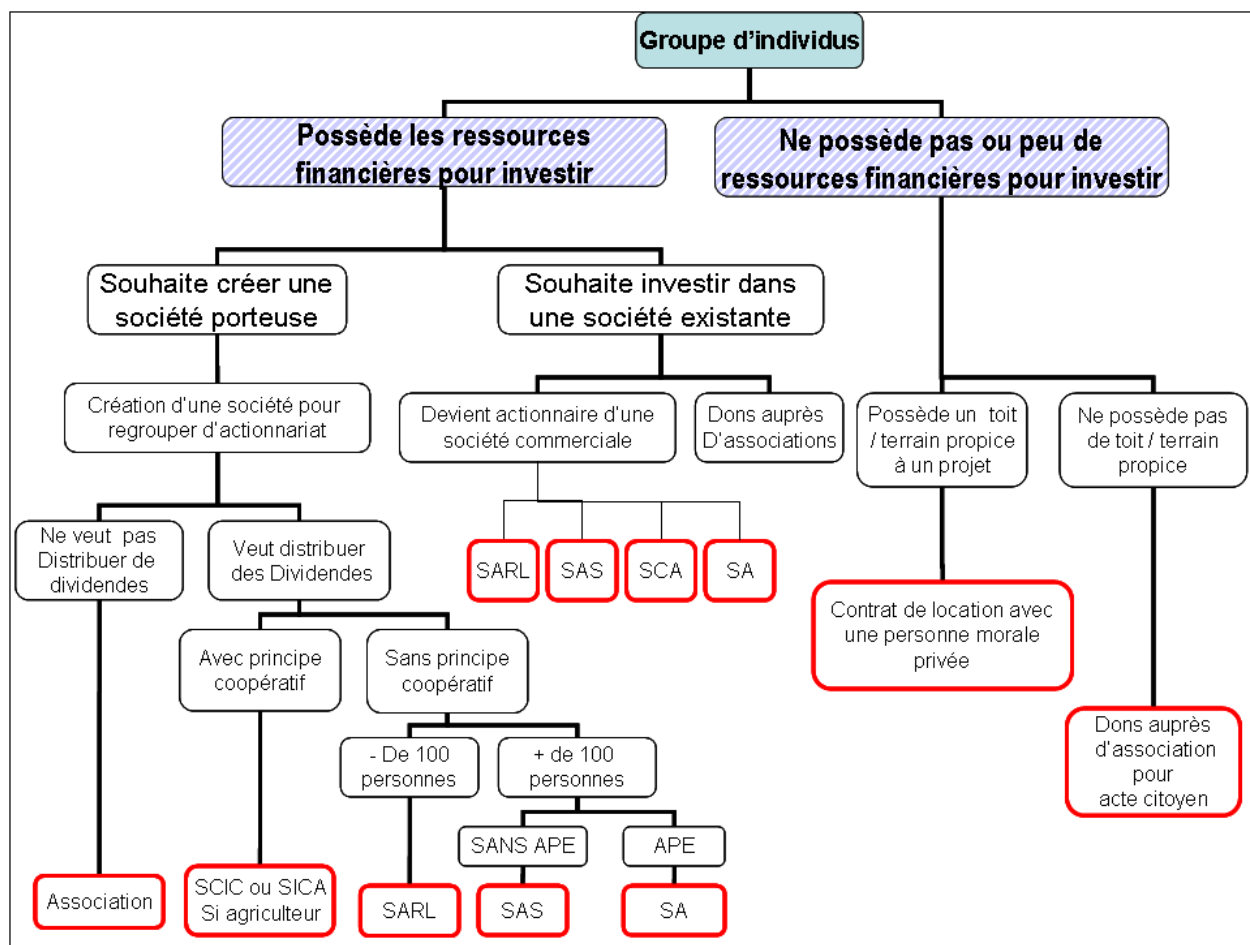 Groupe d'individus
Possède les ressources
financières pour investir
Ne possède pas ou peu de
ressources financières pour investir
Souhaite créer une
société porteuse
Souhaite investir dans
une société existante
Création d'une société pour
regrouper d'actionnariat
Devient actionnaire d'une
société commerciale
Dons auprès
D'associations
Possède un toit
/ terrain propice
à un projet
Ne possède pas
de toit / terrain
propice
Ne veut pas
Distribuer de
dividendes
Veut distribuer
des Dividendes
SARL
SAS
SCA
SA
Contrat de location avec
une personne morale
privée
Avec principe
coopératif
Sans principe
coopératif
Dons auprès
d'association
pour
acte citoyen
- De 100
personnes
+ de 100
personnes
SANS APE
APE
Association
SCIC ou SICA
Si agriculteur
SARL
SAS
SA